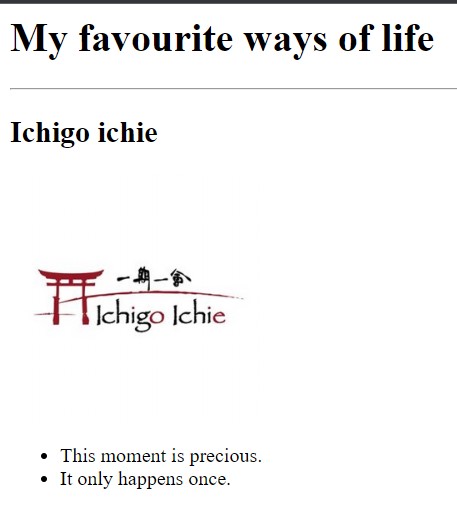 My favourite ways of life
Ichigo ichie
一期一會
Ichigo Ichie
• This moment is precious.
• It only happens once.